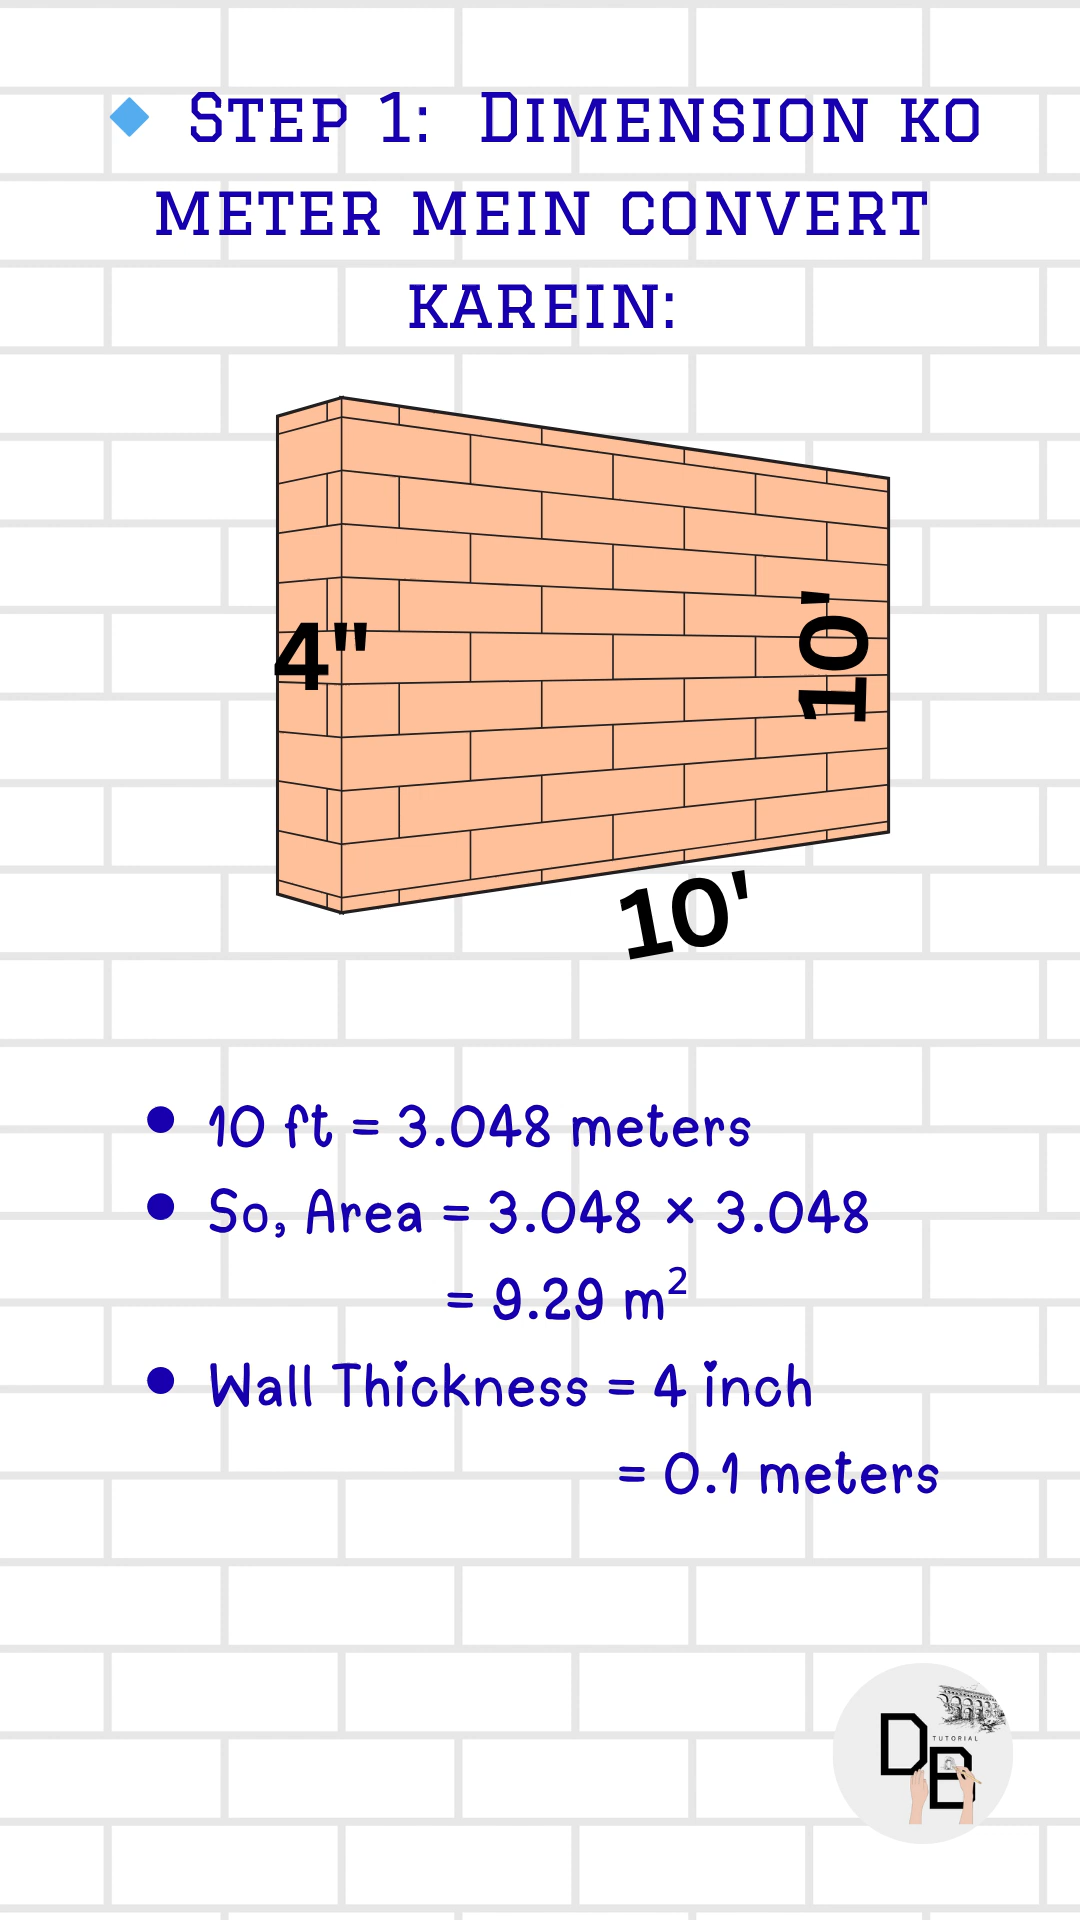 🔹 Step 1: Dimension ko
meter mein convert
karein:
4"
10'
10'
• 10 ft = 3.048 meters
• So, Area = 3.048 × 3.048
= 9.29 m²
• Wall Thickness = 4 inch
= 0.1 meters
D
TUTORIAL
B